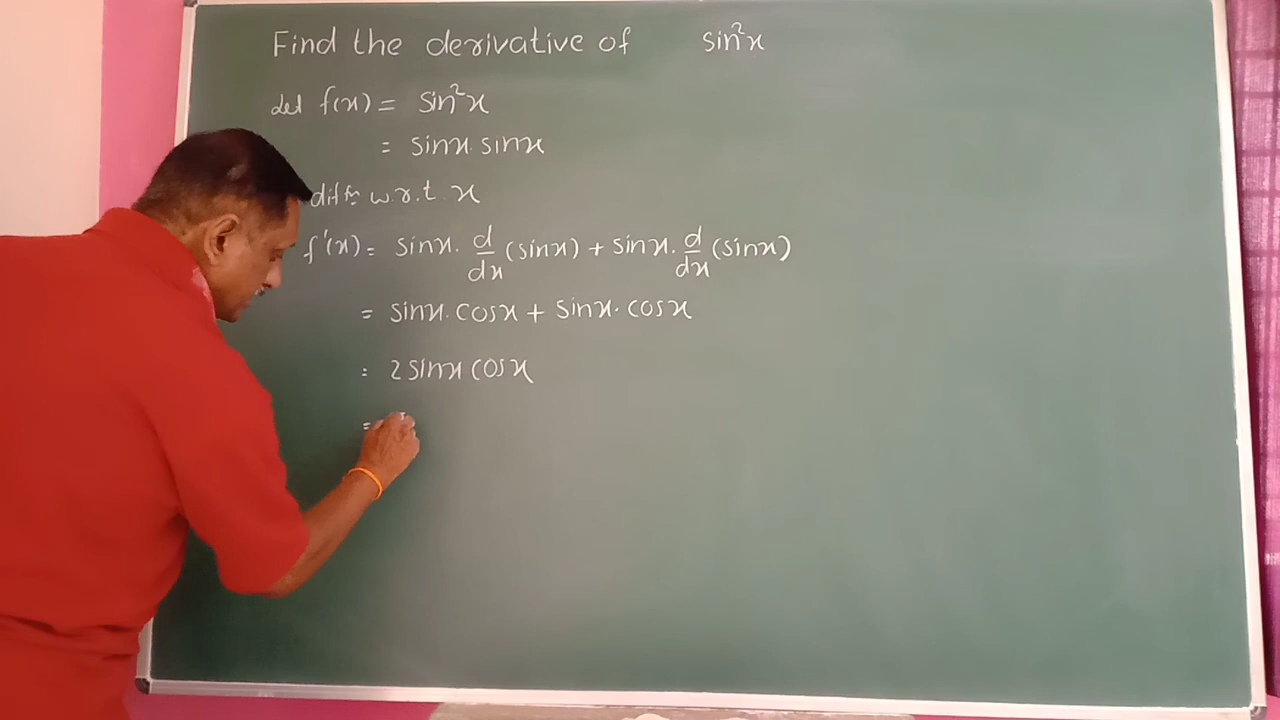 Find the derivative of sin²x
Let f(x) = sin²x
= sinx. sinx
diff w.r.t. x
f'(x) = sinx. d/dx (sinx) + sinx. d/dx (sinx)
= sinx. cosx + sinx. cosx
= 2 sinx cosx
=